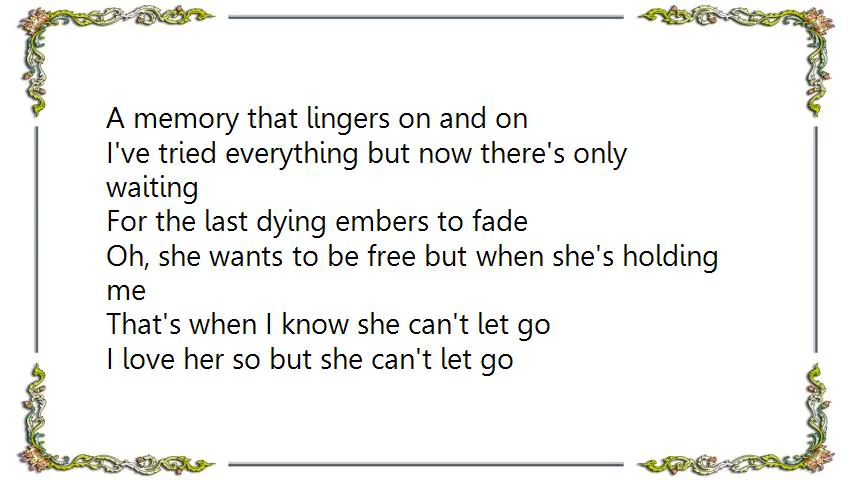 A memory that lingers on and on
I've tried everything but now there's only
waiting
For the last dying embers to fade
Oh, she wants to be free but when she's holding
me
That's when I know she can't let go
I love her so but she can't let go